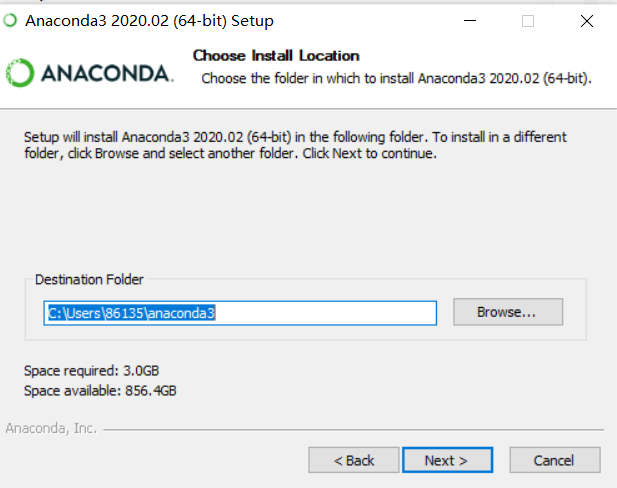 Anaconda3 2020.02 (64-bit) Setup
ANACONDA.
Choose Install Location
Choose the folder in which to install Anaconda3 2020.02 (64-bit).
Setup will install Anaconda3 2020.02 (64-bit) in the following folder. To install in a different
folder, click Browse and select another folder. Click Next to continue.
Destination Folder
C:\Users\86135\anaconda3
Browse...
Space required: 3.0GB
Space available: 856.4GB
Anaconda, Inc.
< Back
Next >
Cancel